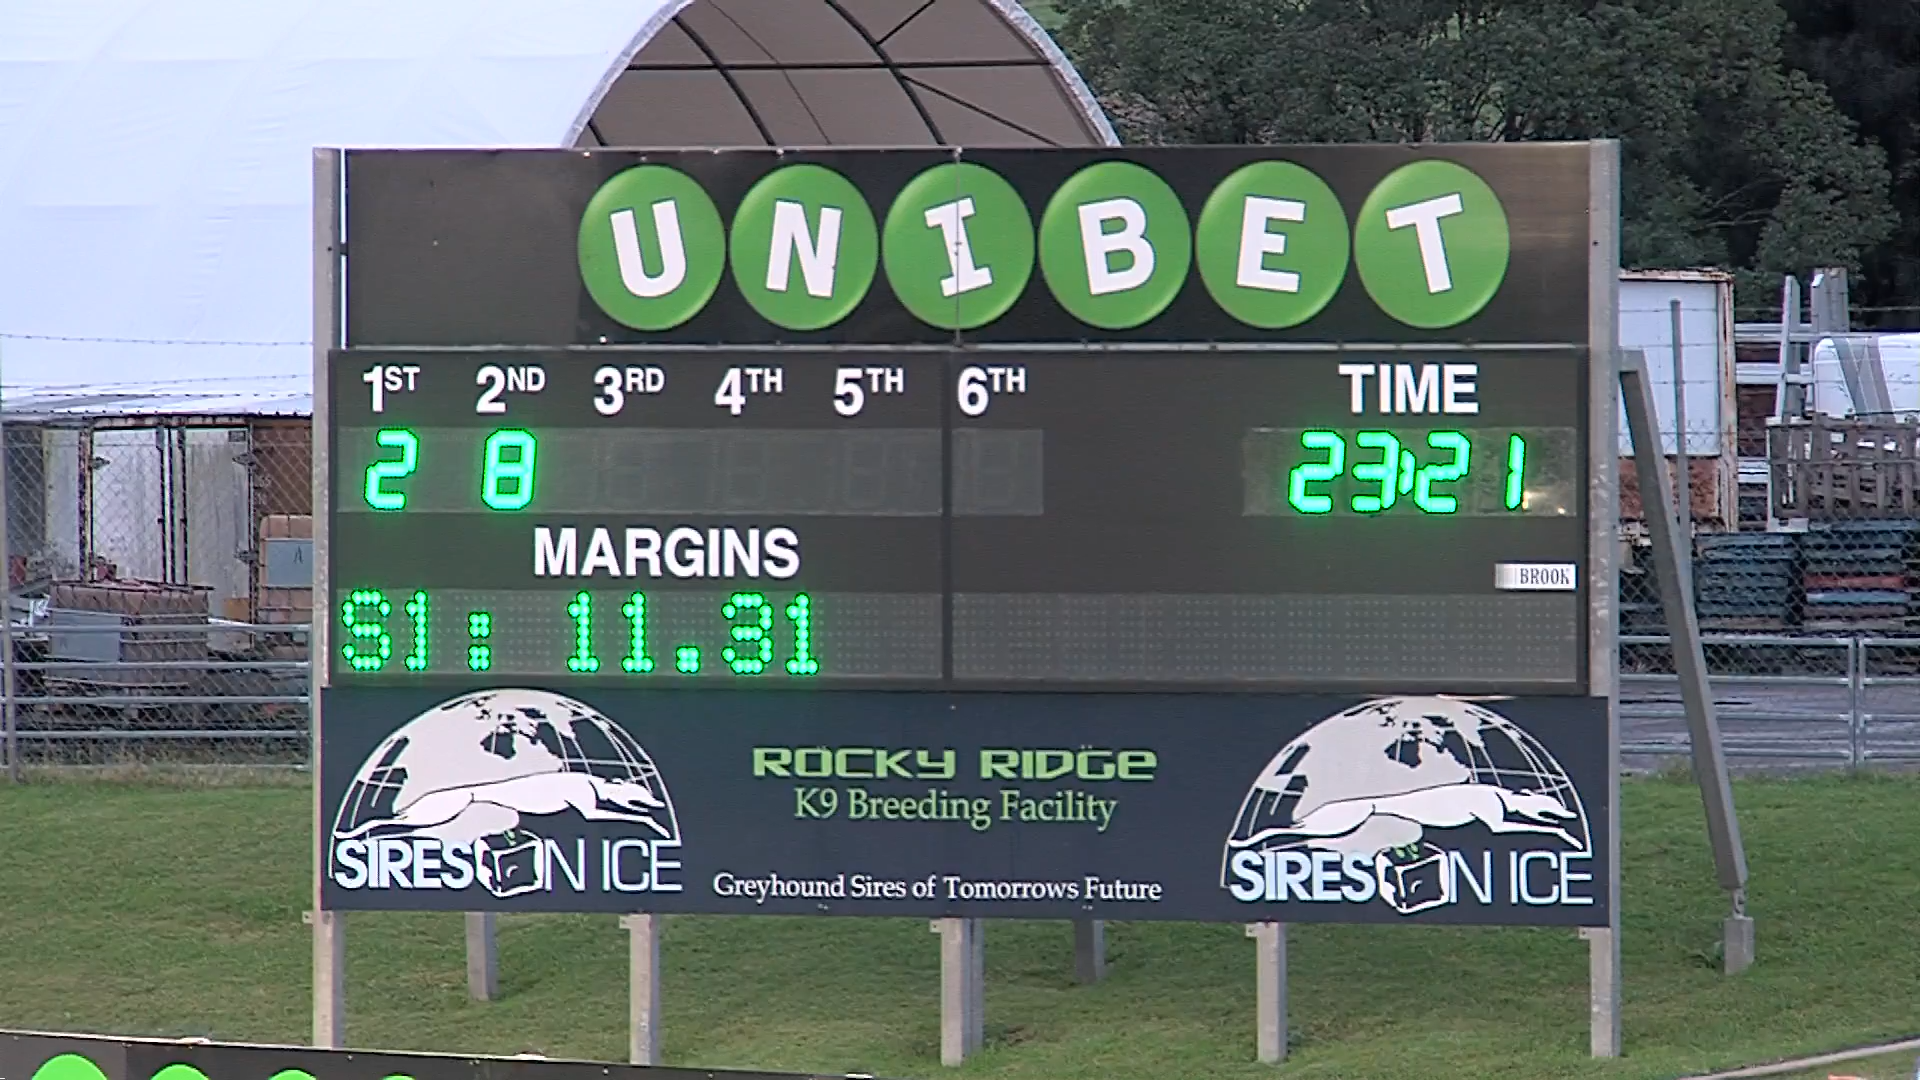 UNIBET
1ST 2ND 3RD 4TH 5TH 6TH TIME
2 8 23:21
MARGINS
BROOK
S1: 11.31
ROCKY RIDGE
K9 Breeding Facility
SIRES ON ICE
Greyhound Sires of Tomorrows Future
SIRES ON ICE